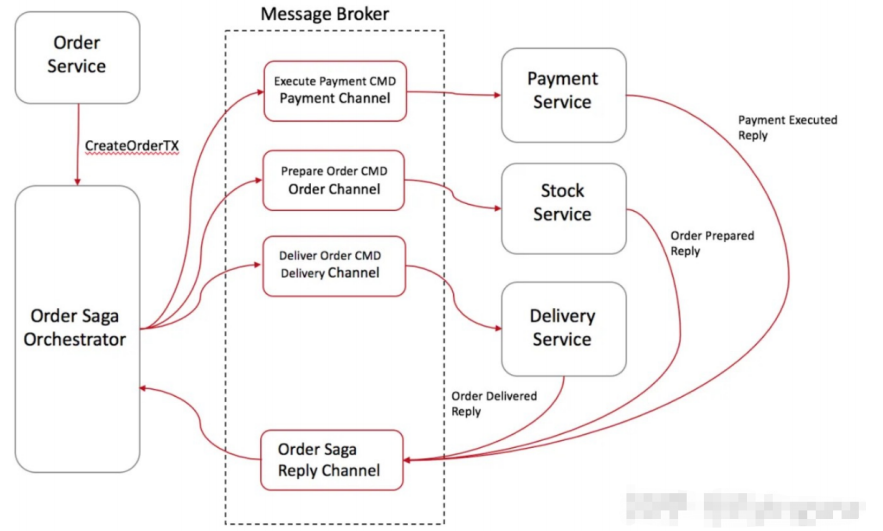 Message Broker
Order
Service
CreateOrderTX
Order Saga
Orchestrator
Execute Payment CMD
Payment Channel
Prepare Order CMD
Order Channel
Deliver Order CMD
Delivery Channel
Order Saga
Reply Channel
Payment
Service
Stock
Service
Delivery
Service
Payment Executed
Reply
Order Prepared
Reply
Order Delivered
Reply